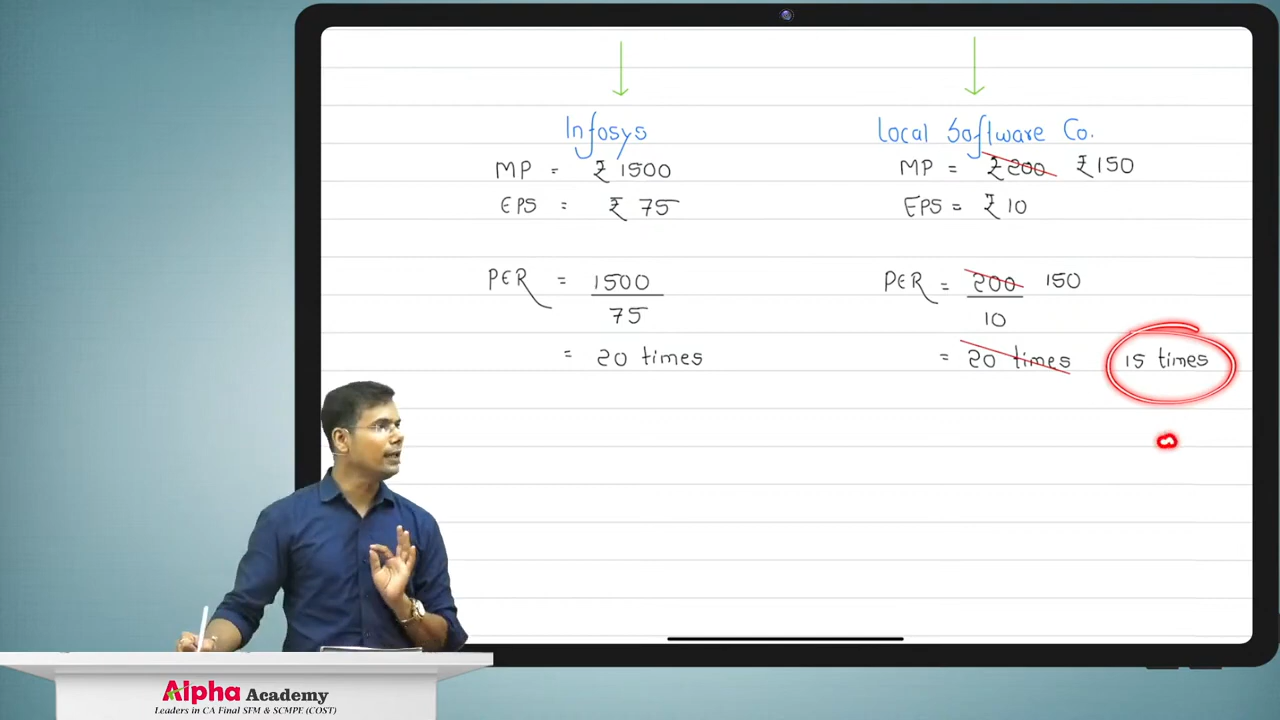 Infosys
MP = ₹ 1500
EPS = ₹ 75
PER = 1500
75
= 20 times
Local Software Co.
MP = ₹200 ₹150
EPS = ₹ 10
PER = 200 150
10
= 20 times 15 times
Alpha Academy
Leaders in CA Final SFM & SCMPE (COST)